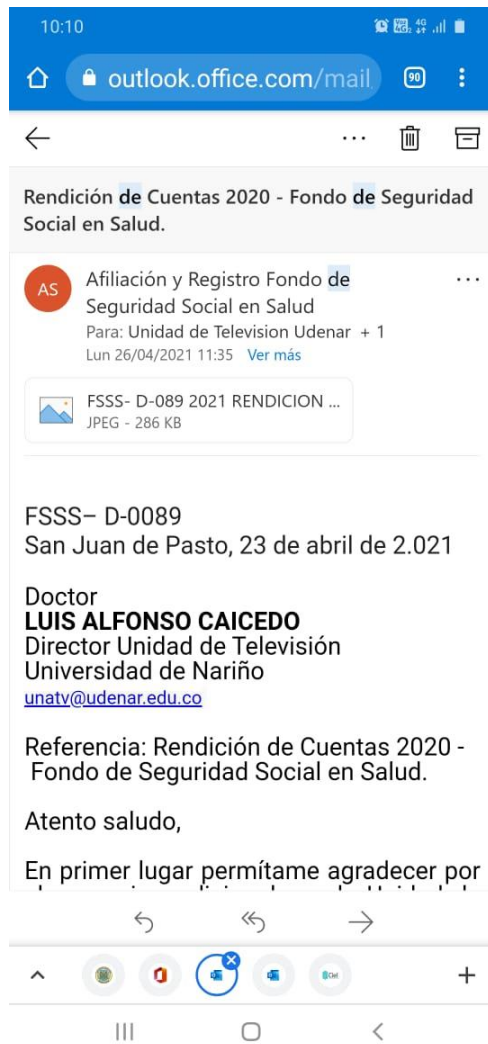 10:10
4G
outlook.office.com/mail
90
Rendición de Cuentas 2020 - Fondo de Seguridad
Social en Salud.
AS
Afiliación y Registro Fondo de
Seguridad Social en Salud
Para: Unidad de Television Udenar + 1
Lun 26/04/2021 11:35 Ver más
FSSS- D-089 2021 RENDICION ...
JPEG - 286 KB
FSSS– D-0089
San Juan de Pasto, 23 de abril de 2.021
Doctor
LUIS ALFONSO CAICEDO
Director Unidad de Televisión
Universidad de Nariño
unatv@udenar.edu.co
Referencia: Rendición de Cuentas 2020 -
Fondo de Seguridad Social en Salud.
Atento saludo,
En primer lugar permítame agradecer por